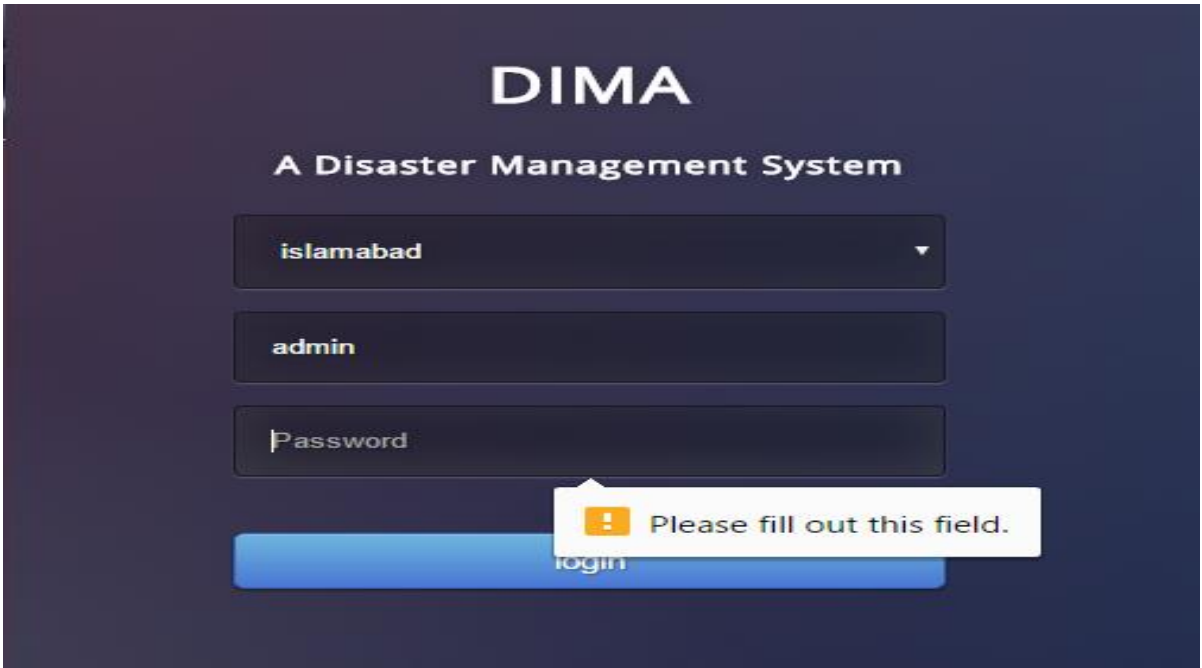 DIMA
A Disaster Management System
islamabad
admin
Password
Please fill out this field.
login